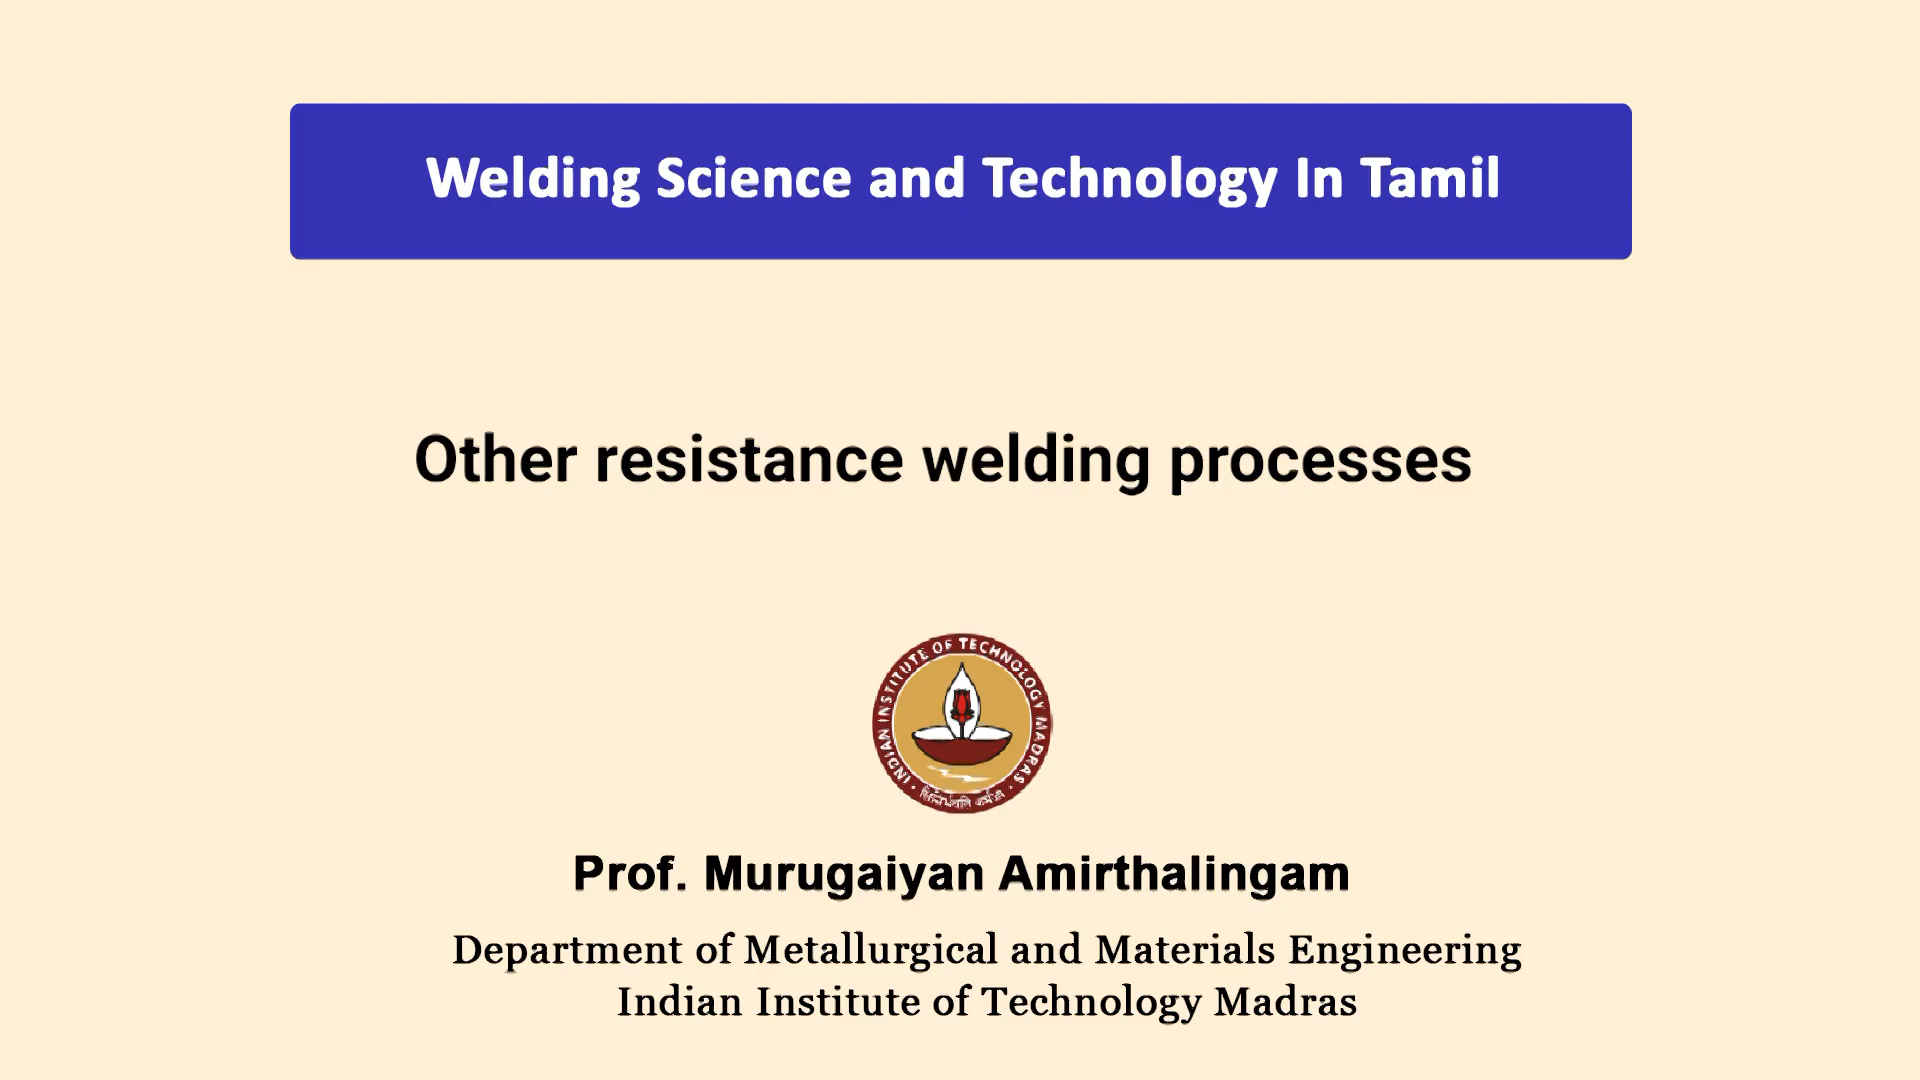 Welding Science and Technology In Tamil
Other resistance welding processes
INDIAN INSTITUTE OF TECHNOLOGY MADRAS
Prof. Murugaiyan Amirthalingam
Department of Metallurgical and Materials Engineering
Indian Institute of Technology Madras